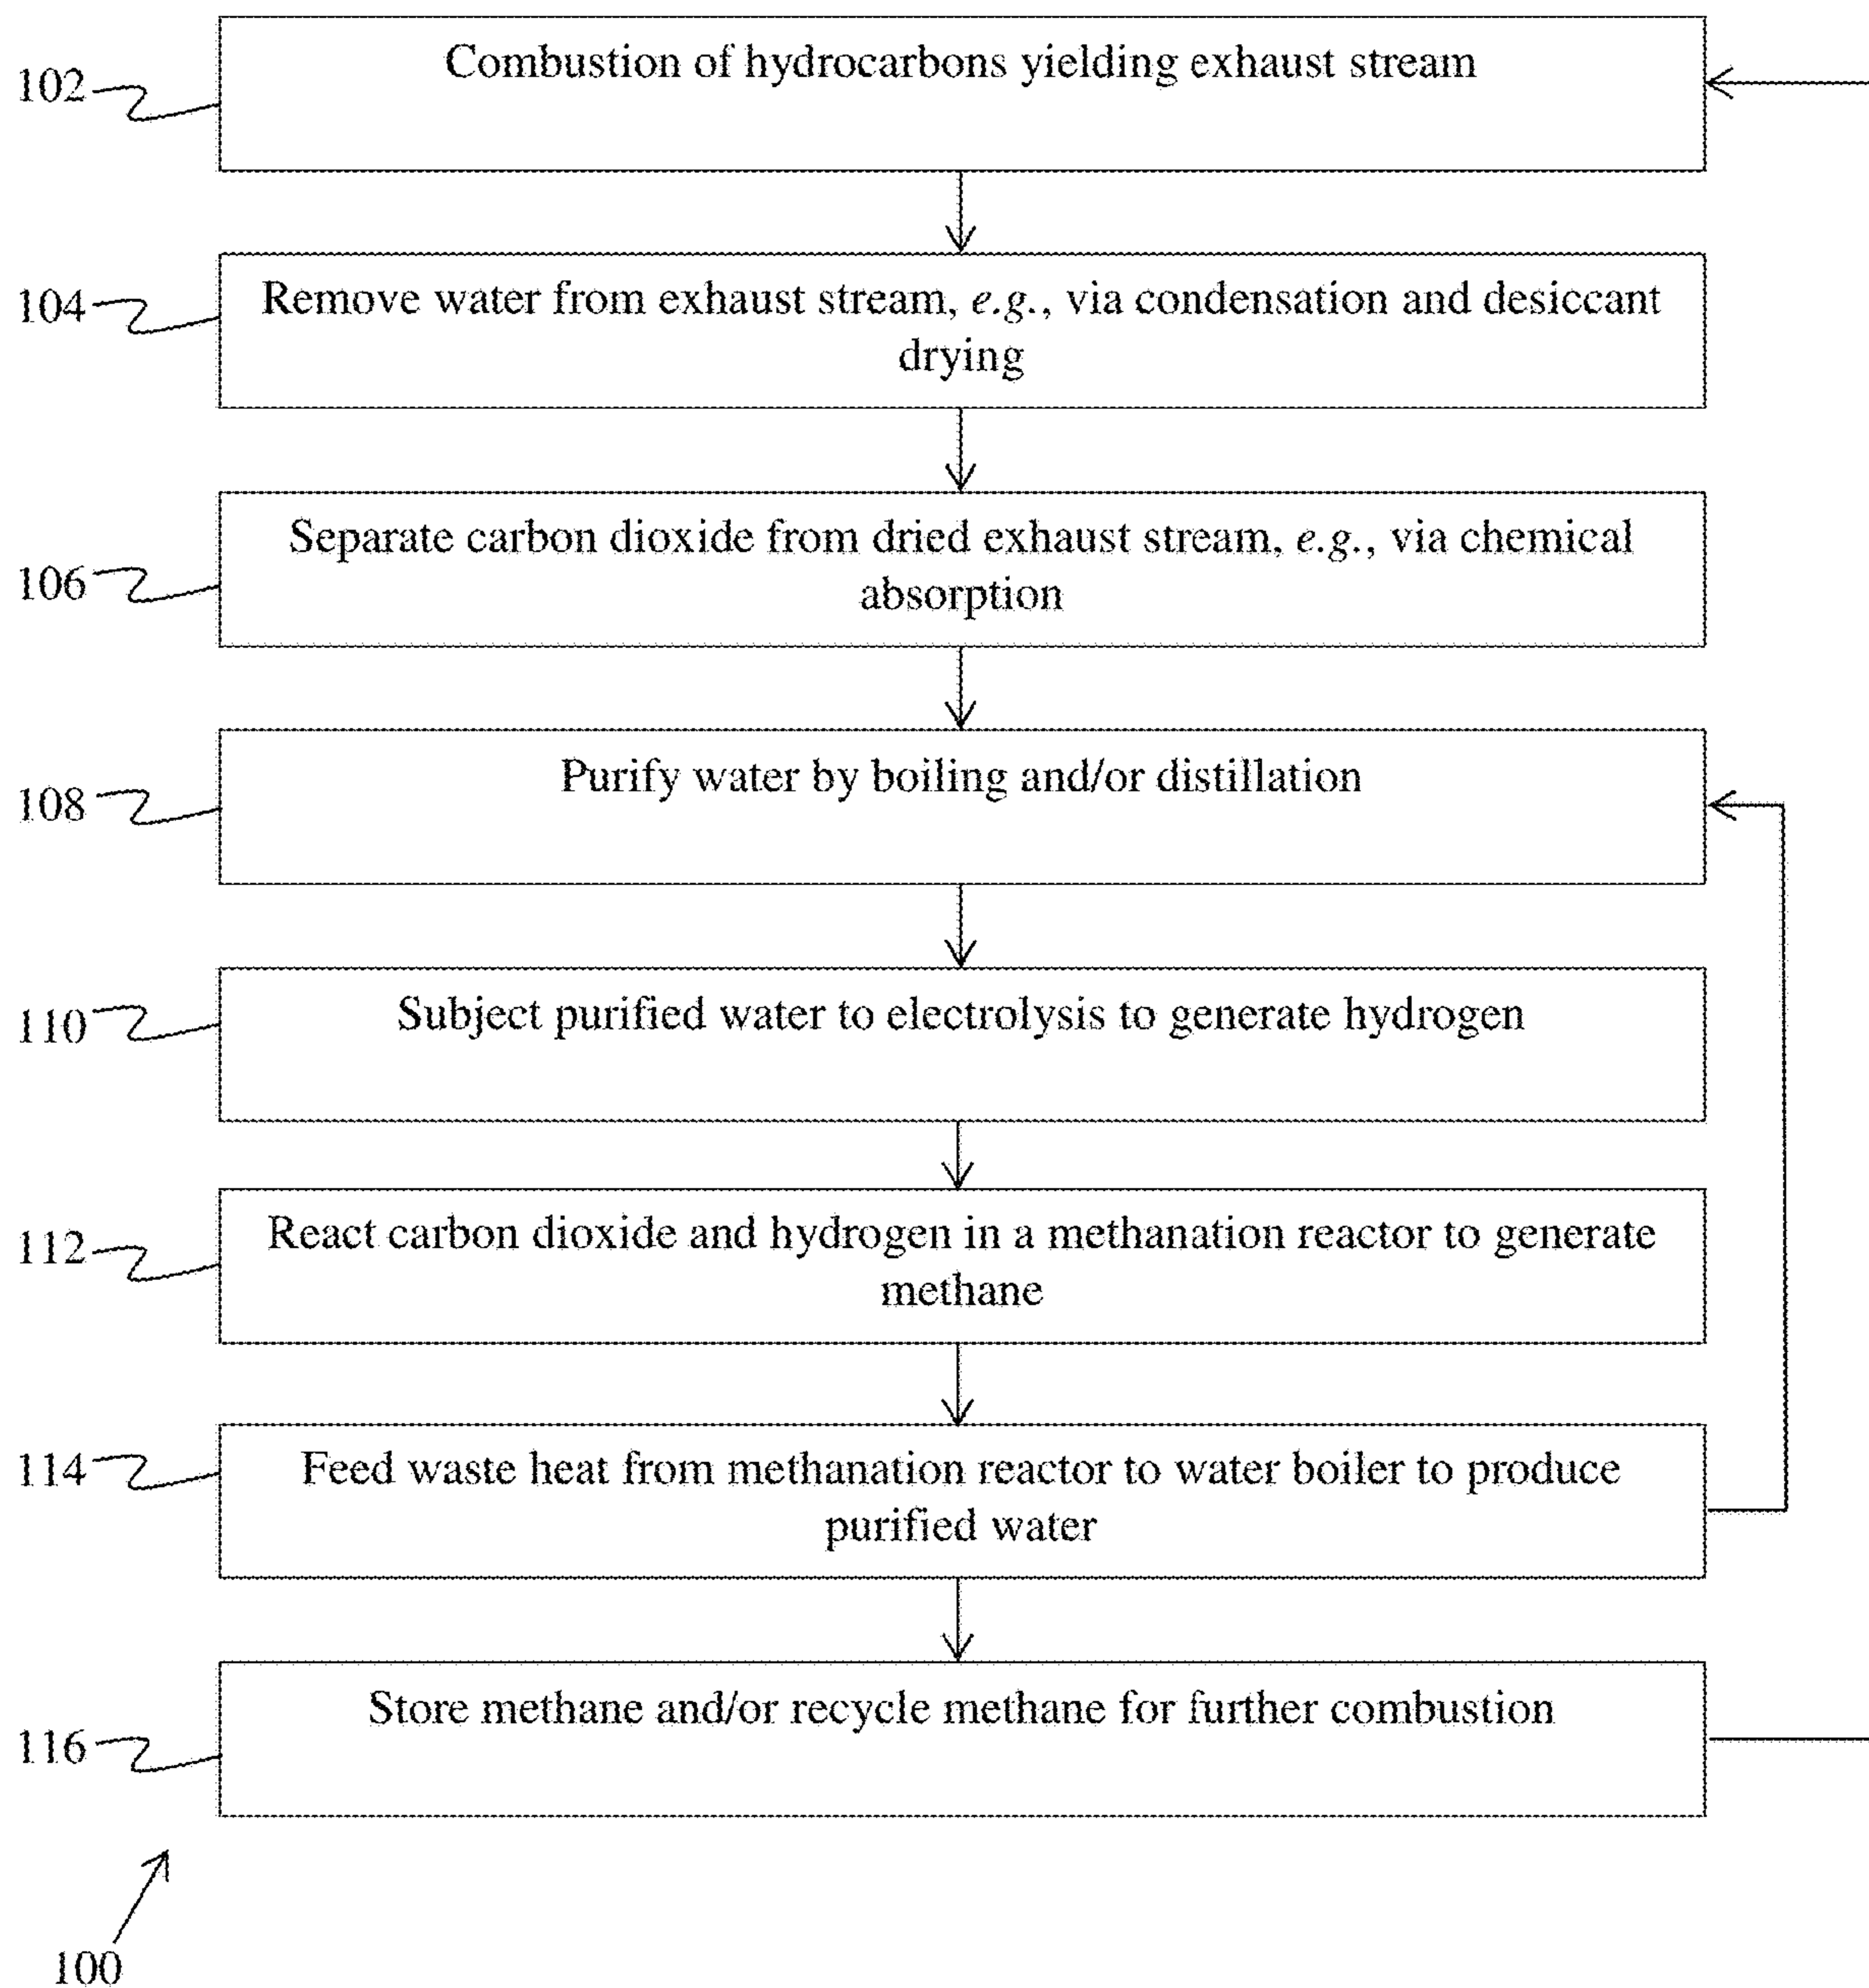 102
Combustion of hydrocarbons yielding exhaust stream
104
Remove water from exhaust stream, e.g., via condensation and desiccant
drying
106
Separate carbon dioxide from dried exhaust stream, e.g., via chemical
absorption
108
Purify water by boiling and/or distillation
110
Subject purified water to electrolysis to generate hydrogen
112
React carbon dioxide and hydrogen in a methanation reactor to generate
methane
114
Feed waste heat from methanation reactor to water boiler to produce
purified water
116
Store methane and/or recycle methane for further combustion
100